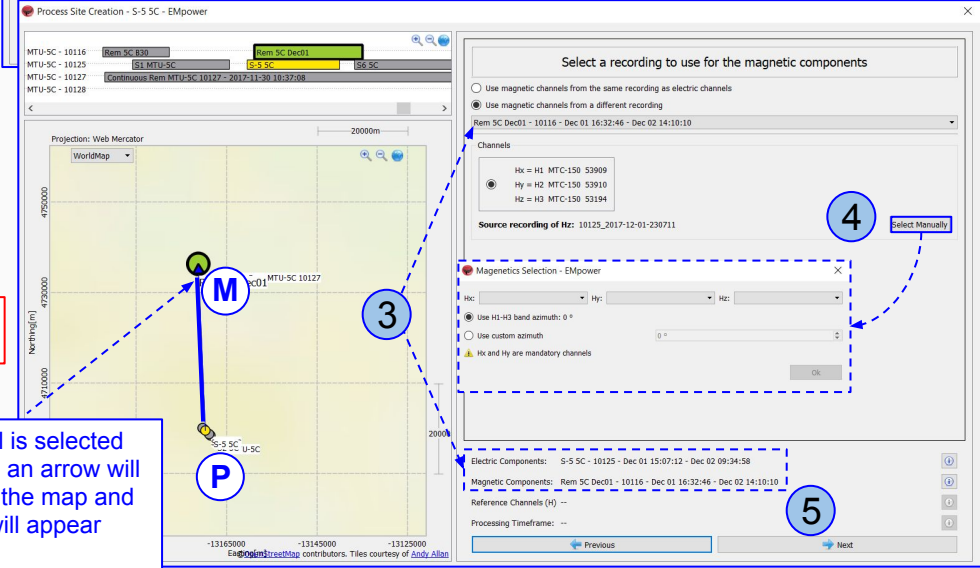 Process Site Creation - S-5 5C - EMpower
MTU-5C - 10116 Rem 5C B30 Rem 5C Dec01
MTU-5C - 10125 S1 MTU-5C S-5 5C S6 5C
MTU-5C - 10127 Continuous Rem MTU-5C 10127 - 2017-11-30 10:37:08
MTU-5C - 10128
Projection: Web Mercator
20000m
WorldMap
4750000
4730000
4710000
Northing[m]
MTU-5C 10127
ec01
M
S-5 5C
U-5C
P
2000
-13165000 -13145000 -13125000
Easting[m]
OpenStreetMap contributors. Tiles courtesy of Andy Allan
is selected
an arrow will
the map and
will appear
Select a recording to use for the magnetic components
Use magnetic channels from the same recording as electric channels
Use magnetic channels from a different recording
Rem 5C Dec01 - 10116 - Dec 01 16:32:46 - Dec 02 14:10:10
Channels
Hx = H1 MTC-150 53909
Hy = H2 MTC-150 53910
Hz = H3 MTC-150 53194
Source recording of Hz: 10125_2017-12-01-230711
4
Select Manually
3
Magenetics Selection - EMpower
Hx: Hy: Hz:
Use H1-H3 band azimuth: 0 °
Use custom azimuth 0 °
Hx and Hy are mandatory channels
Ok
Electric Components: S-5 5C - 10125 - Dec 01 15:07:12 - Dec 02 09:34:58
Magnetic Components: Rem 5C Dec01 - 10116 - Dec 01 16:32:46 - Dec 02 14:10:10
Reference Channels (H) --
Processing Timeframe: --
5
Previous Next